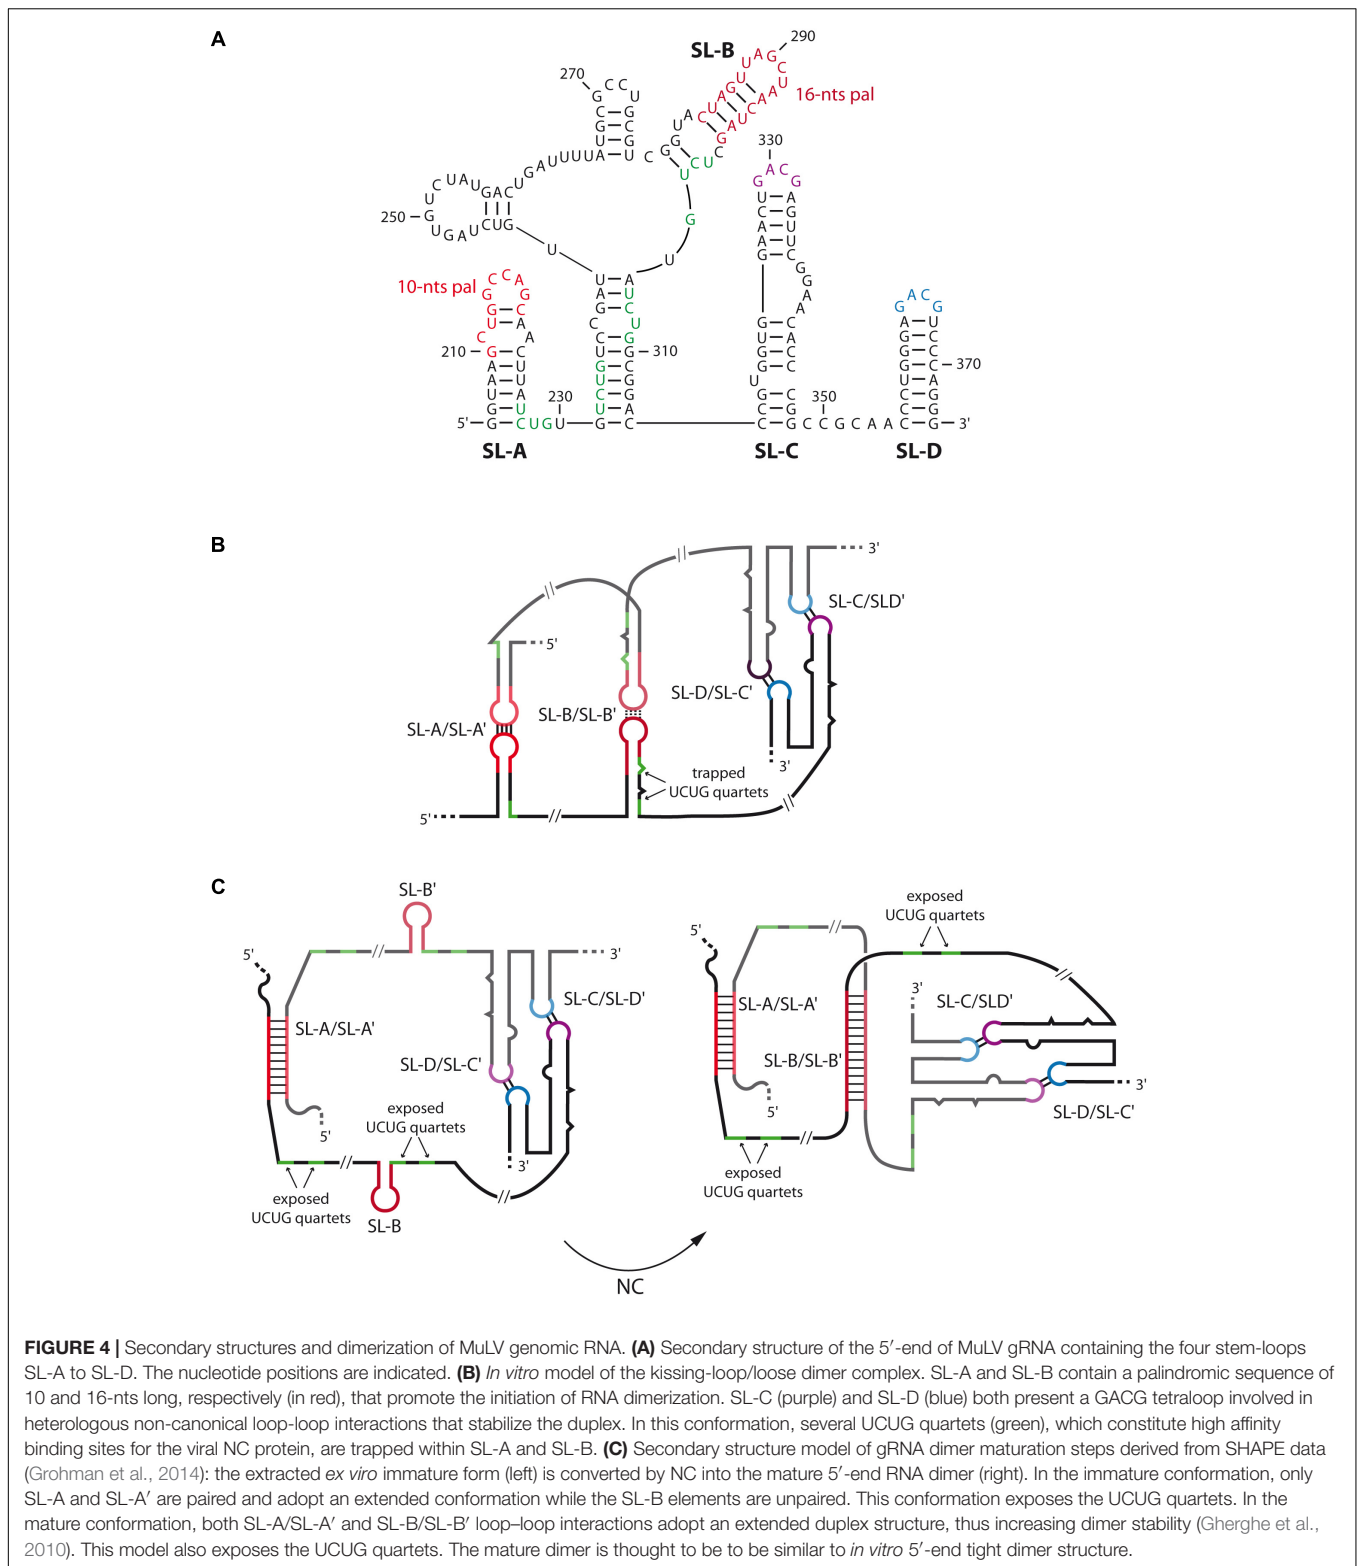 A
SL-B
290
16-nts pal
270
330
250
10-nts pal
210
230
310
350
370
5'
3'
SL-A
SL-C
SL-D
B
3'
SL-C/SLD'
5'
SL-D/SL-C'
SL-B/SL-B'
SL-A/SL-A'
3'
trapped
UCUG quartets
5'
C
SL-B'
exposed
UCUG quartets
5'
3'
5'
3'
SL-C/SL-D'
SL-C/SLD'
SL-A/SL-A'
SL-A/SL-A'
SL-D/SL-C'
SL-B/SL-B'
exposed
UCUG quartets
5'
5'
3'
SL-D/SL-C'
3'
exposed
UCUG quartets
exposed
UCUG quartets
SL-B
NC
FIGURE 4 | Secondary structures and dimerization of MuLV genomic RNA. (A) Secondary structure of the 5′-end of MuLV gRNA containing the four stem-loops
SL-A to SL-D. The nucleotide positions are indicated. (B) In vitro model of the kissing-loop/loose dimer complex. SL-A and SL-B contain a palindromic sequence of
10 and 16-nts long, respectively (in red), that promote the initiation of RNA dimerization. SL-C (purple) and SL-D (blue) both present a GACG tetraloop involved in
heterologous non-canonical loop-loop interactions that stabilize the duplex. In this conformation, several UCUG quartets (green), which constitute high affinity
binding sites for the viral NC protein, are trapped within SL-A and SL-B. (C) Secondary structure model of gRNA dimer maturation steps derived from SHAPE data
(Grohman et al., 2014): the extracted ex viro immature form (left) is converted by NC into the mature 5′-end RNA dimer (right). In the immature conformation, only
SL-A and SL-A′ are paired and adopt an extended conformation while the SL-B elements are unpaired. This conformation exposes the UCUG quartets. In the
mature conformation, both SL-A/SL-A′ and SL-B/SL-B′ loop–loop interactions adopt an extended duplex structure, thus increasing dimer stability (Gherghe et al.,
2010). This model also exposes the UCUG quartets. The mature dimer is thought to be to be similar to in vitro 5′-end tight dimer structure.